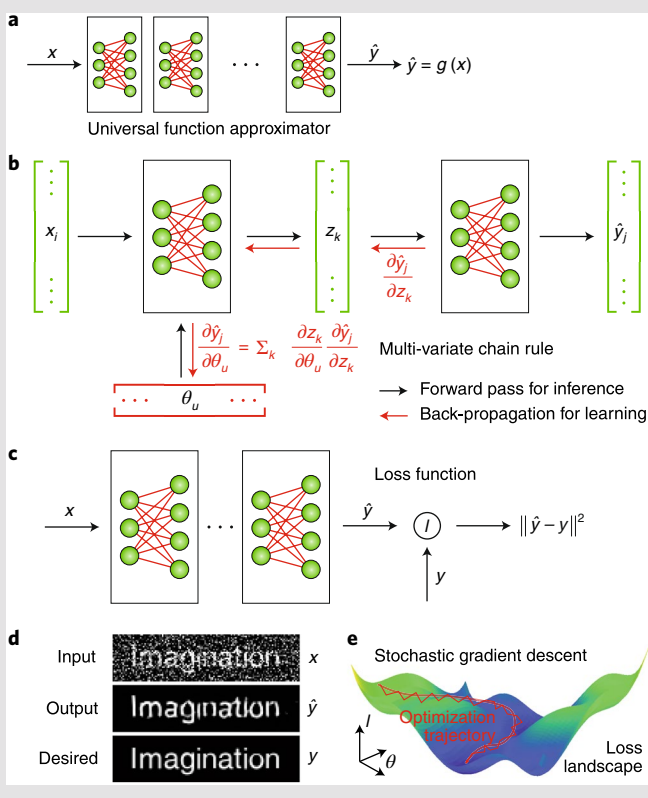 a
x
ŷ
ŷ = g (x)
Universal function approximator
b
x_i
z_k
ŷ_j
∂ŷ_j/∂z_k
∂ŷ_j/∂θ_u = Σ_k ∂z_k/∂θ_u ∂ŷ_j/∂z_k
Multi-variate chain rule
θ_u
Forward pass for inference
Back-propagation for learning
c
Loss function
x
ŷ
l
||ŷ – y||²
y
d
Input
Imagination
x
Output
Imagination
ŷ
Desired
Imagination
y
e
Stochastic gradient descent
Optimization
trajectory
l
θ
Loss
landscape